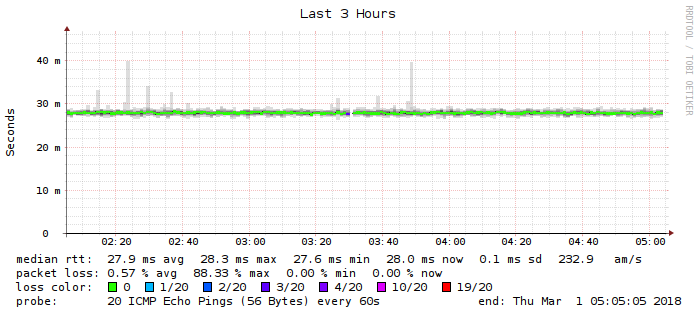 Last 3 Hours
RRDTOOL / TOBI OETIKER
Seconds
40 m
30 m
20 m
10 m
0
02:20 02:40 03:00 03:20 03:40 04:00 04:20 04:40 05:00
median rtt: 27.9 ms avg 28.3 ms max 27.6 ms min 28.0 ms now 0.1 ms sd 232.9 am/s
packet loss: 0.57 % avg 88.33 % max 0.00 % min 0.00 % now
loss color: 0 1/20 2/20 3/20 4/20 10/20 19/20
probe: 20 ICMP Echo Pings (56 Bytes) every 60s end: Thu Mar 1 05:05:05 2018